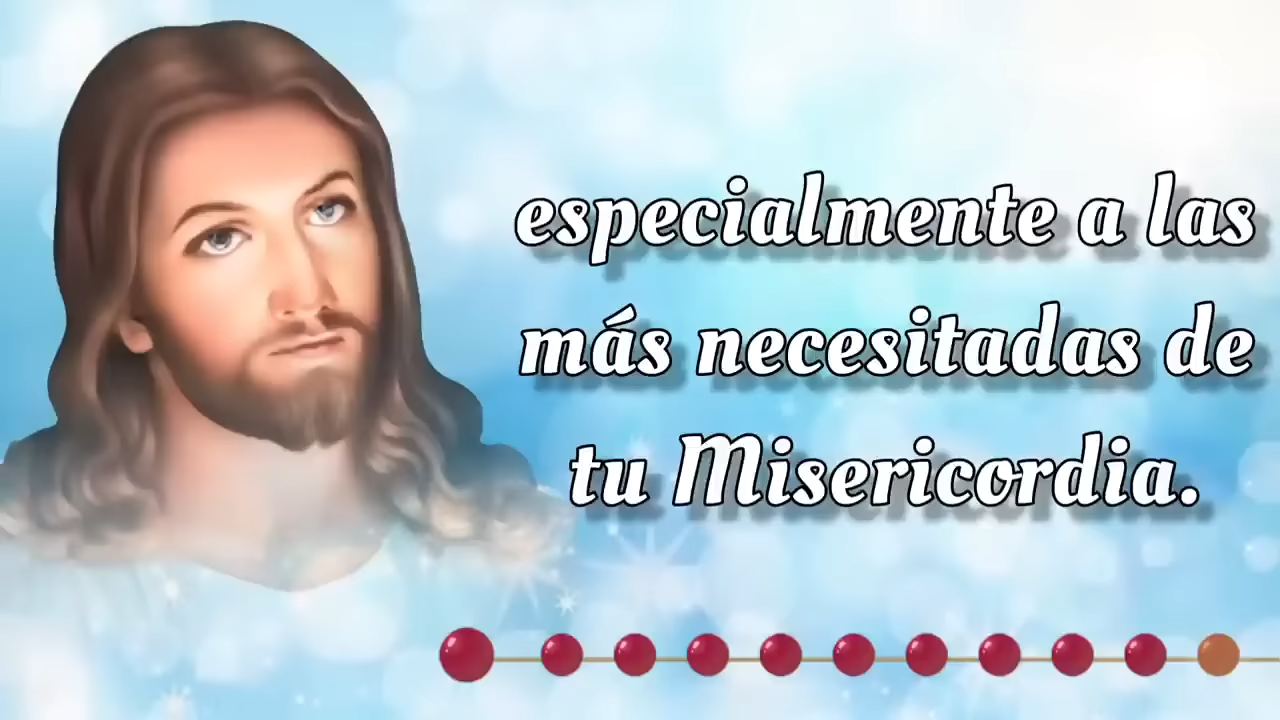 especialmente a las
más necesitadas de
tu Misericordia.